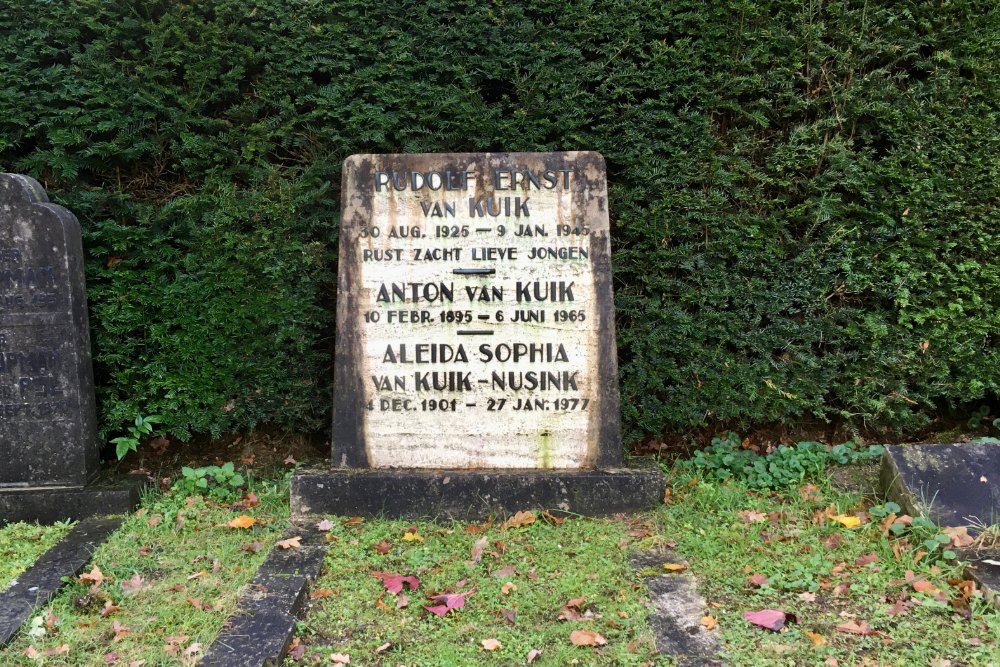 RUDOLF ERNST
VAN KUIK
30 AUG. 1925 — 9 JAN. 1945
RUST ZACHT LIEVE JONGEN
ANTON VAN KUIK
10 FEBR. 1895 — 6 JUNI 1965
ALEIDA SOPHIA
VAN KUIK-NUSINK
4 DEC. 1901 - 27 JAN. 1977